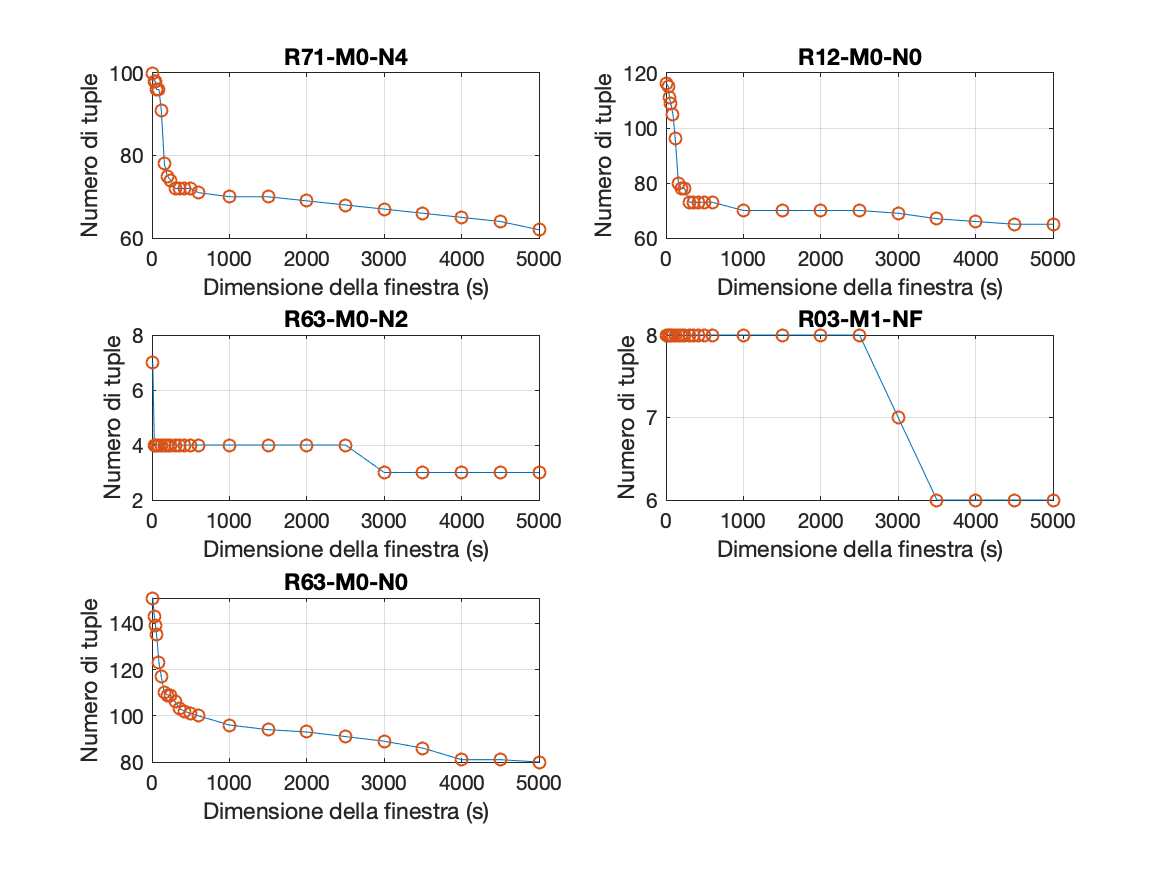 R71-M0-N4
100
80
60
0 1000 2000 3000 4000 5000
Numero di tuple
Dimensione della finestra (s)
R12-M0-N0
120
100
80
60
0 1000 2000 3000 4000 5000
Numero di tuple
Dimensione della finestra (s)
R63-M0-N2
8
6
4
2
0 1000 2000 3000 4000 5000
Numero di tuple
Dimensione della finestra (s)
R03-M1-NF
8
7
6
0 1000 2000 3000 4000 5000
Numero di tuple
Dimensione della finestra (s)
R63-M0-N0
140
120
100
80
0 1000 2000 3000 4000 5000
Numero di tuple
Dimensione della finestra (s)